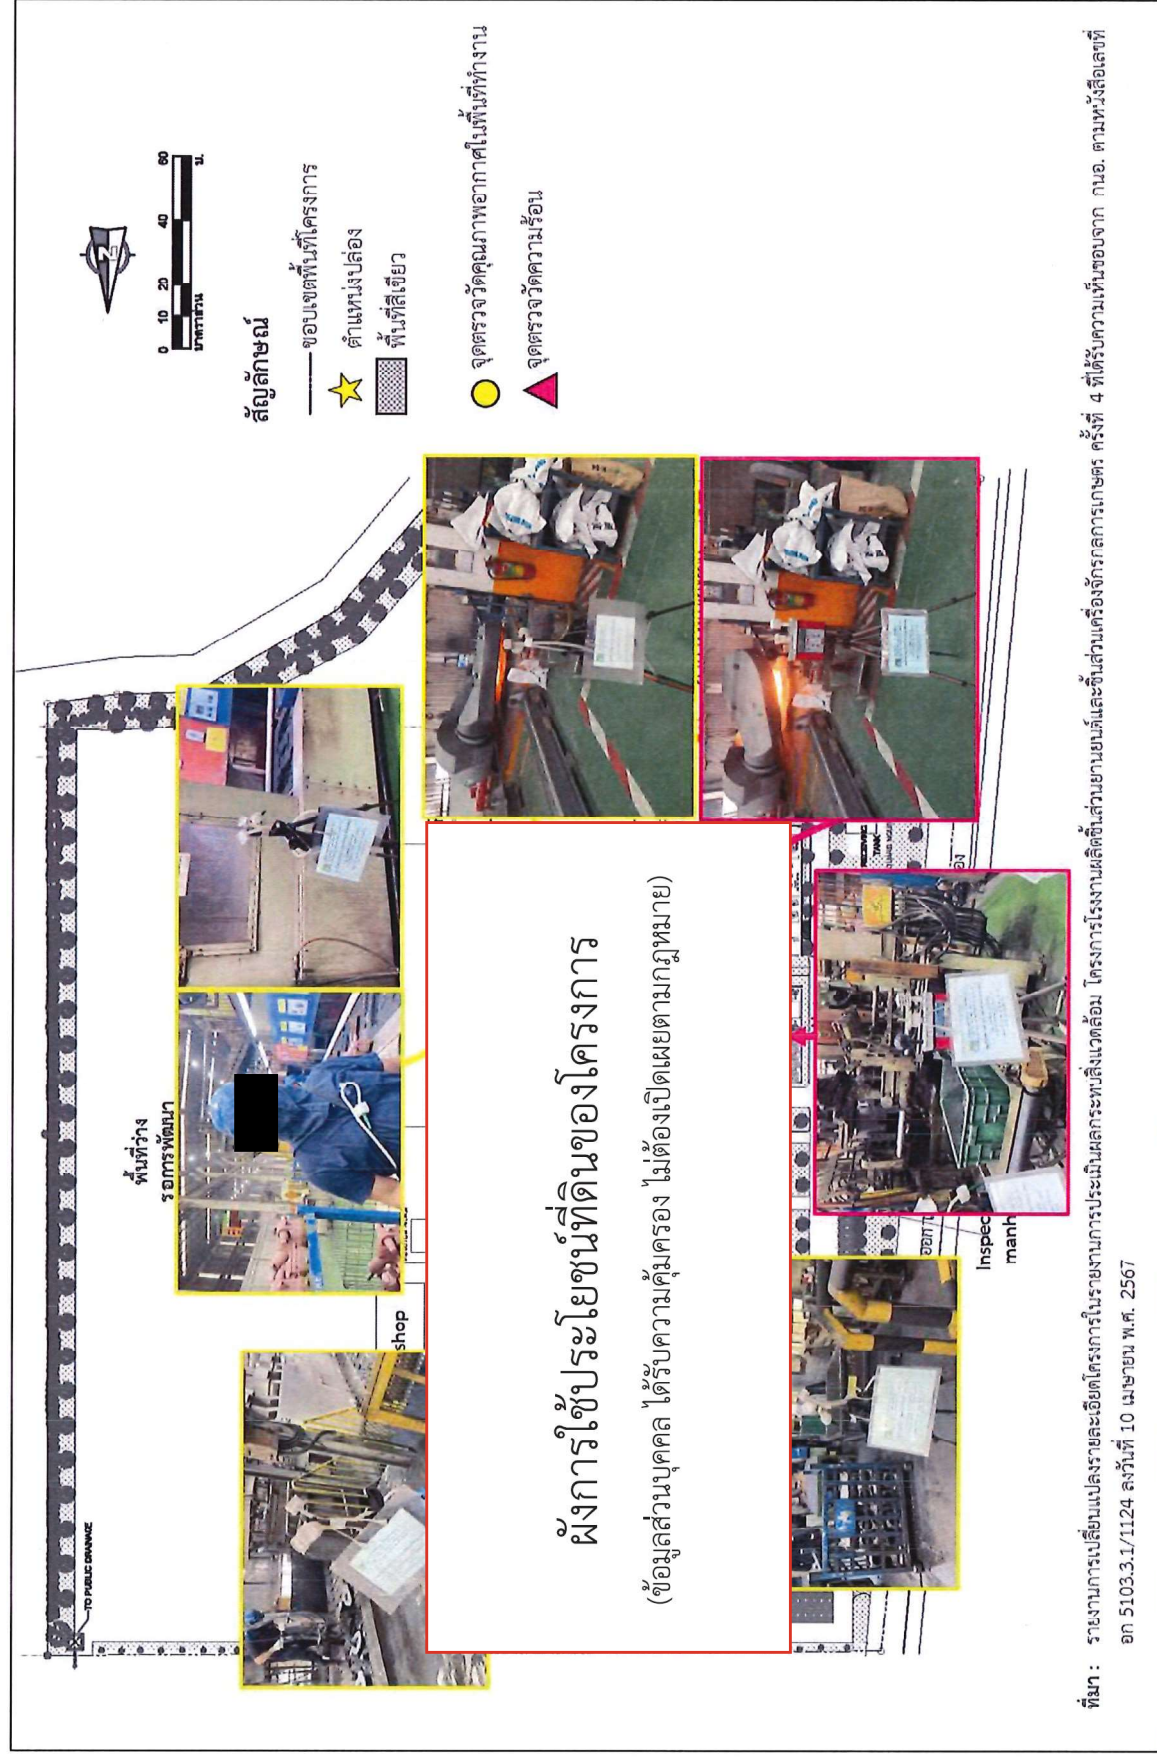 0 10 20 40 60
มาตราส่วน ม.
สัญลักษณ์
ขอบเขตพื้นที่โครงการ
ตำแหน่งปล่อง
พื้นที่สีเขียว
จุดตรวจวัดคุณภาพอากาศในพื้นที่ทำงาน
จุดตรวจวัดความร้อน
TO PUBLIC DRAINAGE
พื้นที่ว่าง
รอการพัฒนา
shop
ผังการใช้ประโยชน์ที่ดินของโครงการ
(ข้อมูลส่วนบุคคล ได้รับความคุ้มครอง ไม่ต้องเปิดเผยตามกฎหมาย)
RECEIVING
TANK
Inspec
manh
ที่มา : รายงานการเปลี่ยนแปลงรายละเอียดโครงการในรายงานการประเมินผลกระทบสิ่งแวดล้อม โครงการโรงงานผลิตชิ้นส่วนยานยนต์และชิ้นส่วนเครื่องจักรกลการเกษตร ครั้งที่ 4 ที่ได้รับความเห็นชอบจาก กนอ. ตามหนังสือเลขที่
อก 5103.3.1/1124 ลงวันที่ 10 เมษายน พ.ศ. 2567